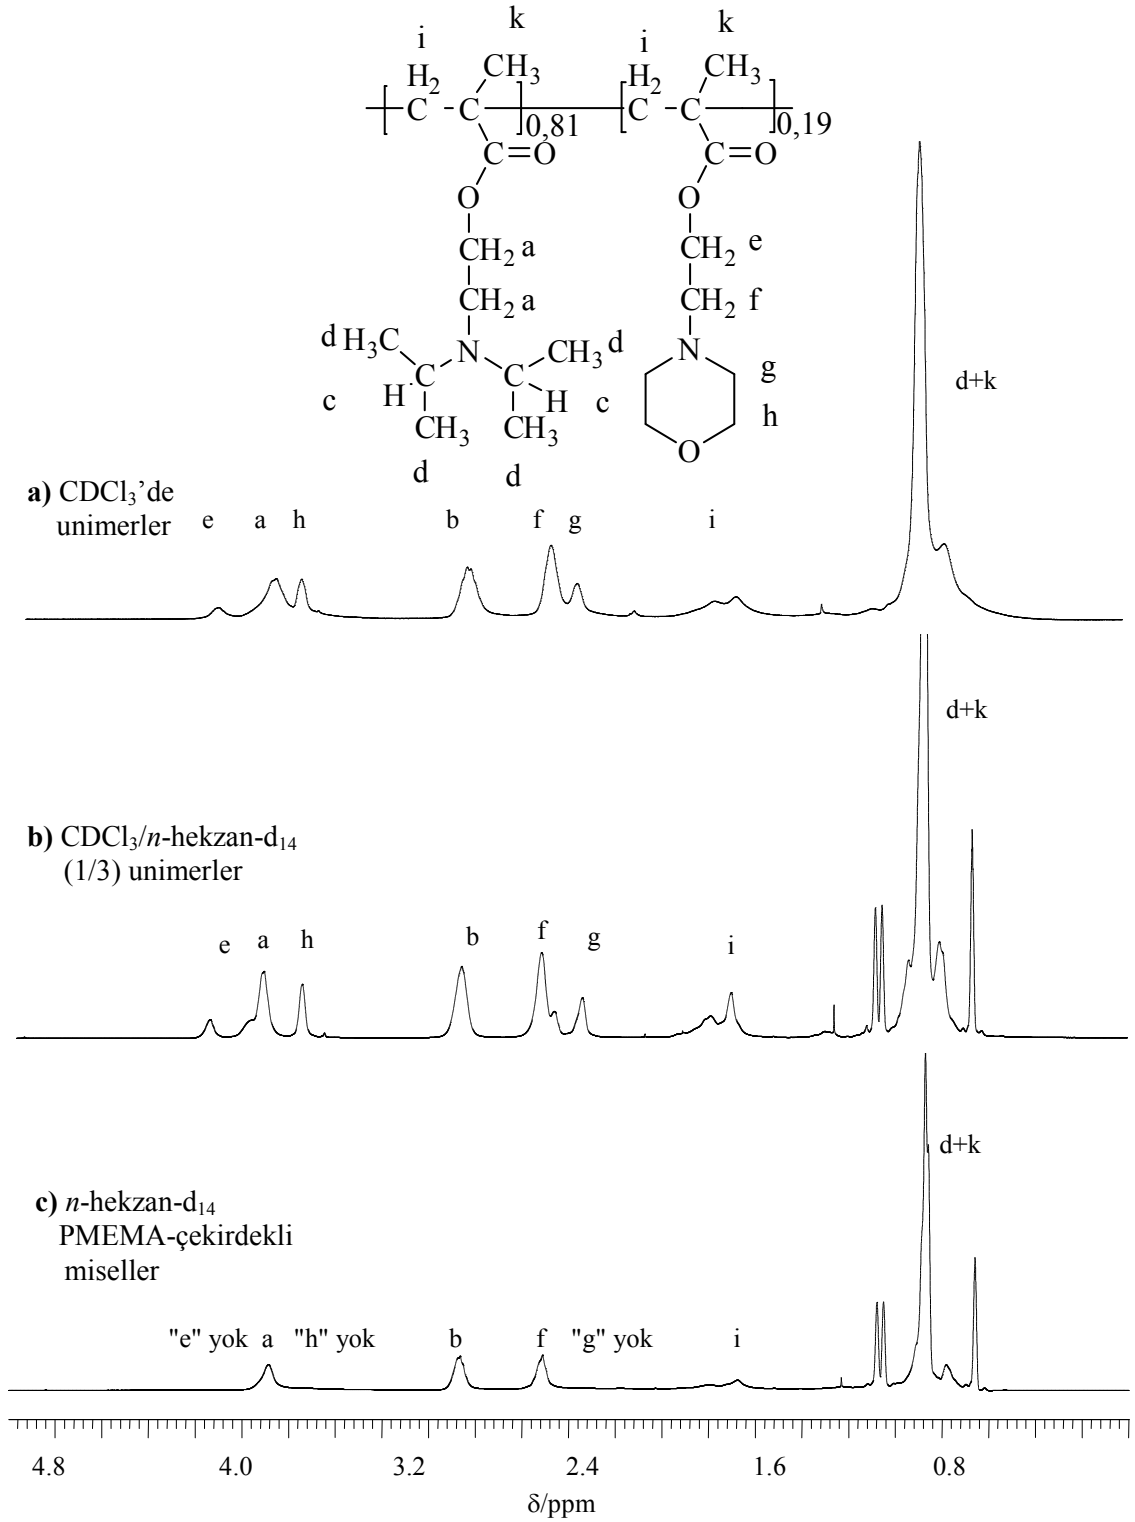 i k i k
H2 CH3 H2 CH3
C C 0,81 C C 0,19
C=O C=O
O O
CH2 a CH2 e
CH2 a CH2 f
d H3C N CH3 d N g
C C
H c H c h
CH3 CH3 O
d d
d+k
a) CDCl3’de
unimerler
e a h b f g i
d+k
b) CDCl3/n-hekzan-d14
(1/3) unimerler
e a h b f g i
d+k
c) n-hekzan-d14
PMEMA-çekirdekli
miseller
"e" yok a "h" yok b f "g" yok i
4.8 4.0 3.2 2.4 1.6 0.8
δ/ppm